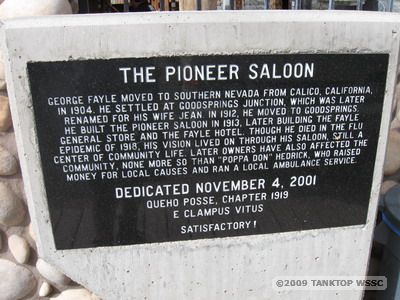 THE PIONEER SALOON
GEORGE FAYLE MOVED TO SOUTHERN NEVADA FROM CALICO, CALIFORNIA,
IN 1904. HE SETTLED AT GOODSPRINGS JUNCTION, WHICH WAS LATER
RENAMED FOR HIS WIFE JEAN. IN 1912, HE MOVED TO GOODSPRINGS.
HE BUILT THE PIONEER SALOON IN 1913, LATER BUILDING THE FAYLE
GENERAL STORE AND THE FAYLE HOTEL. THOUGH HE DIED IN THE FLU
EPIDEMIC OF 1918, HIS VISION LIVED ON THROUGH HIS SALOON, STILL A
CENTER OF COMMUNITY LIFE. LATER OWNERS HAVE ALSO AFFECTED THE
COMMUNITY, NONE MORE SO THAN "POPPA DON" HEDRICK, WHO RAISED
MONEY FOR LOCAL CAUSES AND RAN A LOCAL AMBULANCE SERVICE.
DEDICATED NOVEMBER 4, 2001
QUEHO POSSE, CHAPTER 1919
E CLAMPUS VITUS
SATISFACTORY!
©2009 TANKTOP WSSC